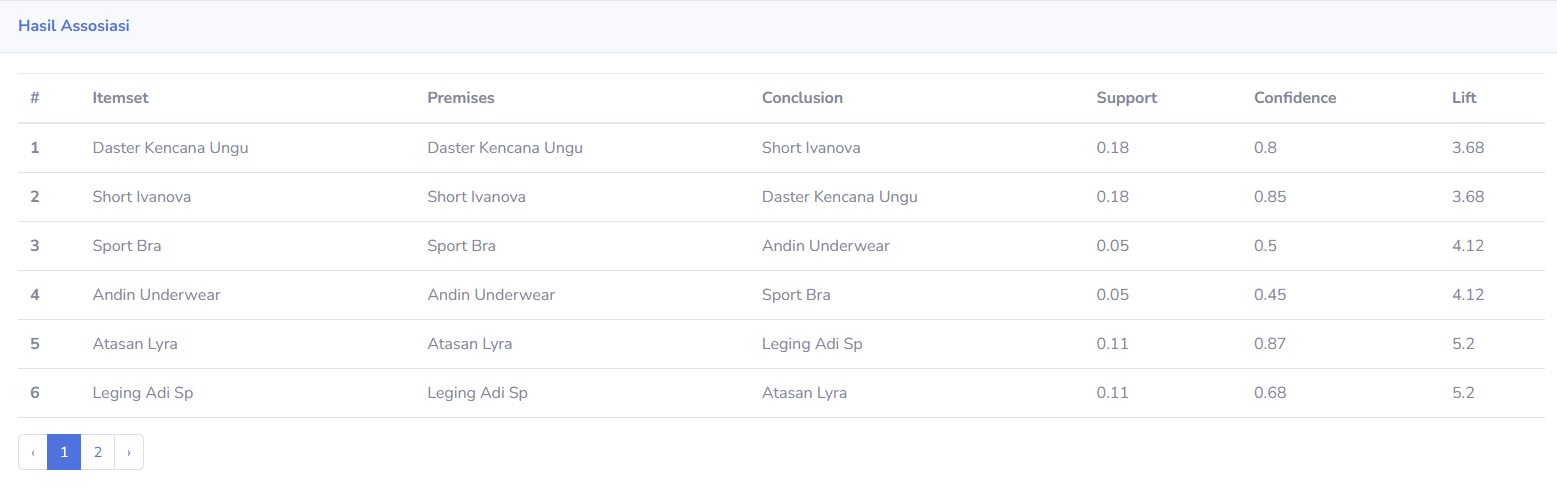 Hasil Assosiasi
# Itemset Premises Conclusion Support Confidence Lift
1 Daster Kencana Ungu Daster Kencana Ungu Short Ivanova 0.18 0.8 3.68
2 Short Ivanova Short Ivanova Daster Kencana Ungu 0.18 0.85 3.68
3 Sport Bra Sport Bra Andin Underwear 0.05 0.5 4.12
4 Andin Underwear Andin Underwear Sport Bra 0.05 0.45 4.12
5 Atasan Lyra Atasan Lyra Leging Adi Sp 0.11 0.87 5.2
6 Leging Adi Sp Leging Adi Sp Atasan Lyra 0.11 0.68 5.2
‹ 1 2 ›